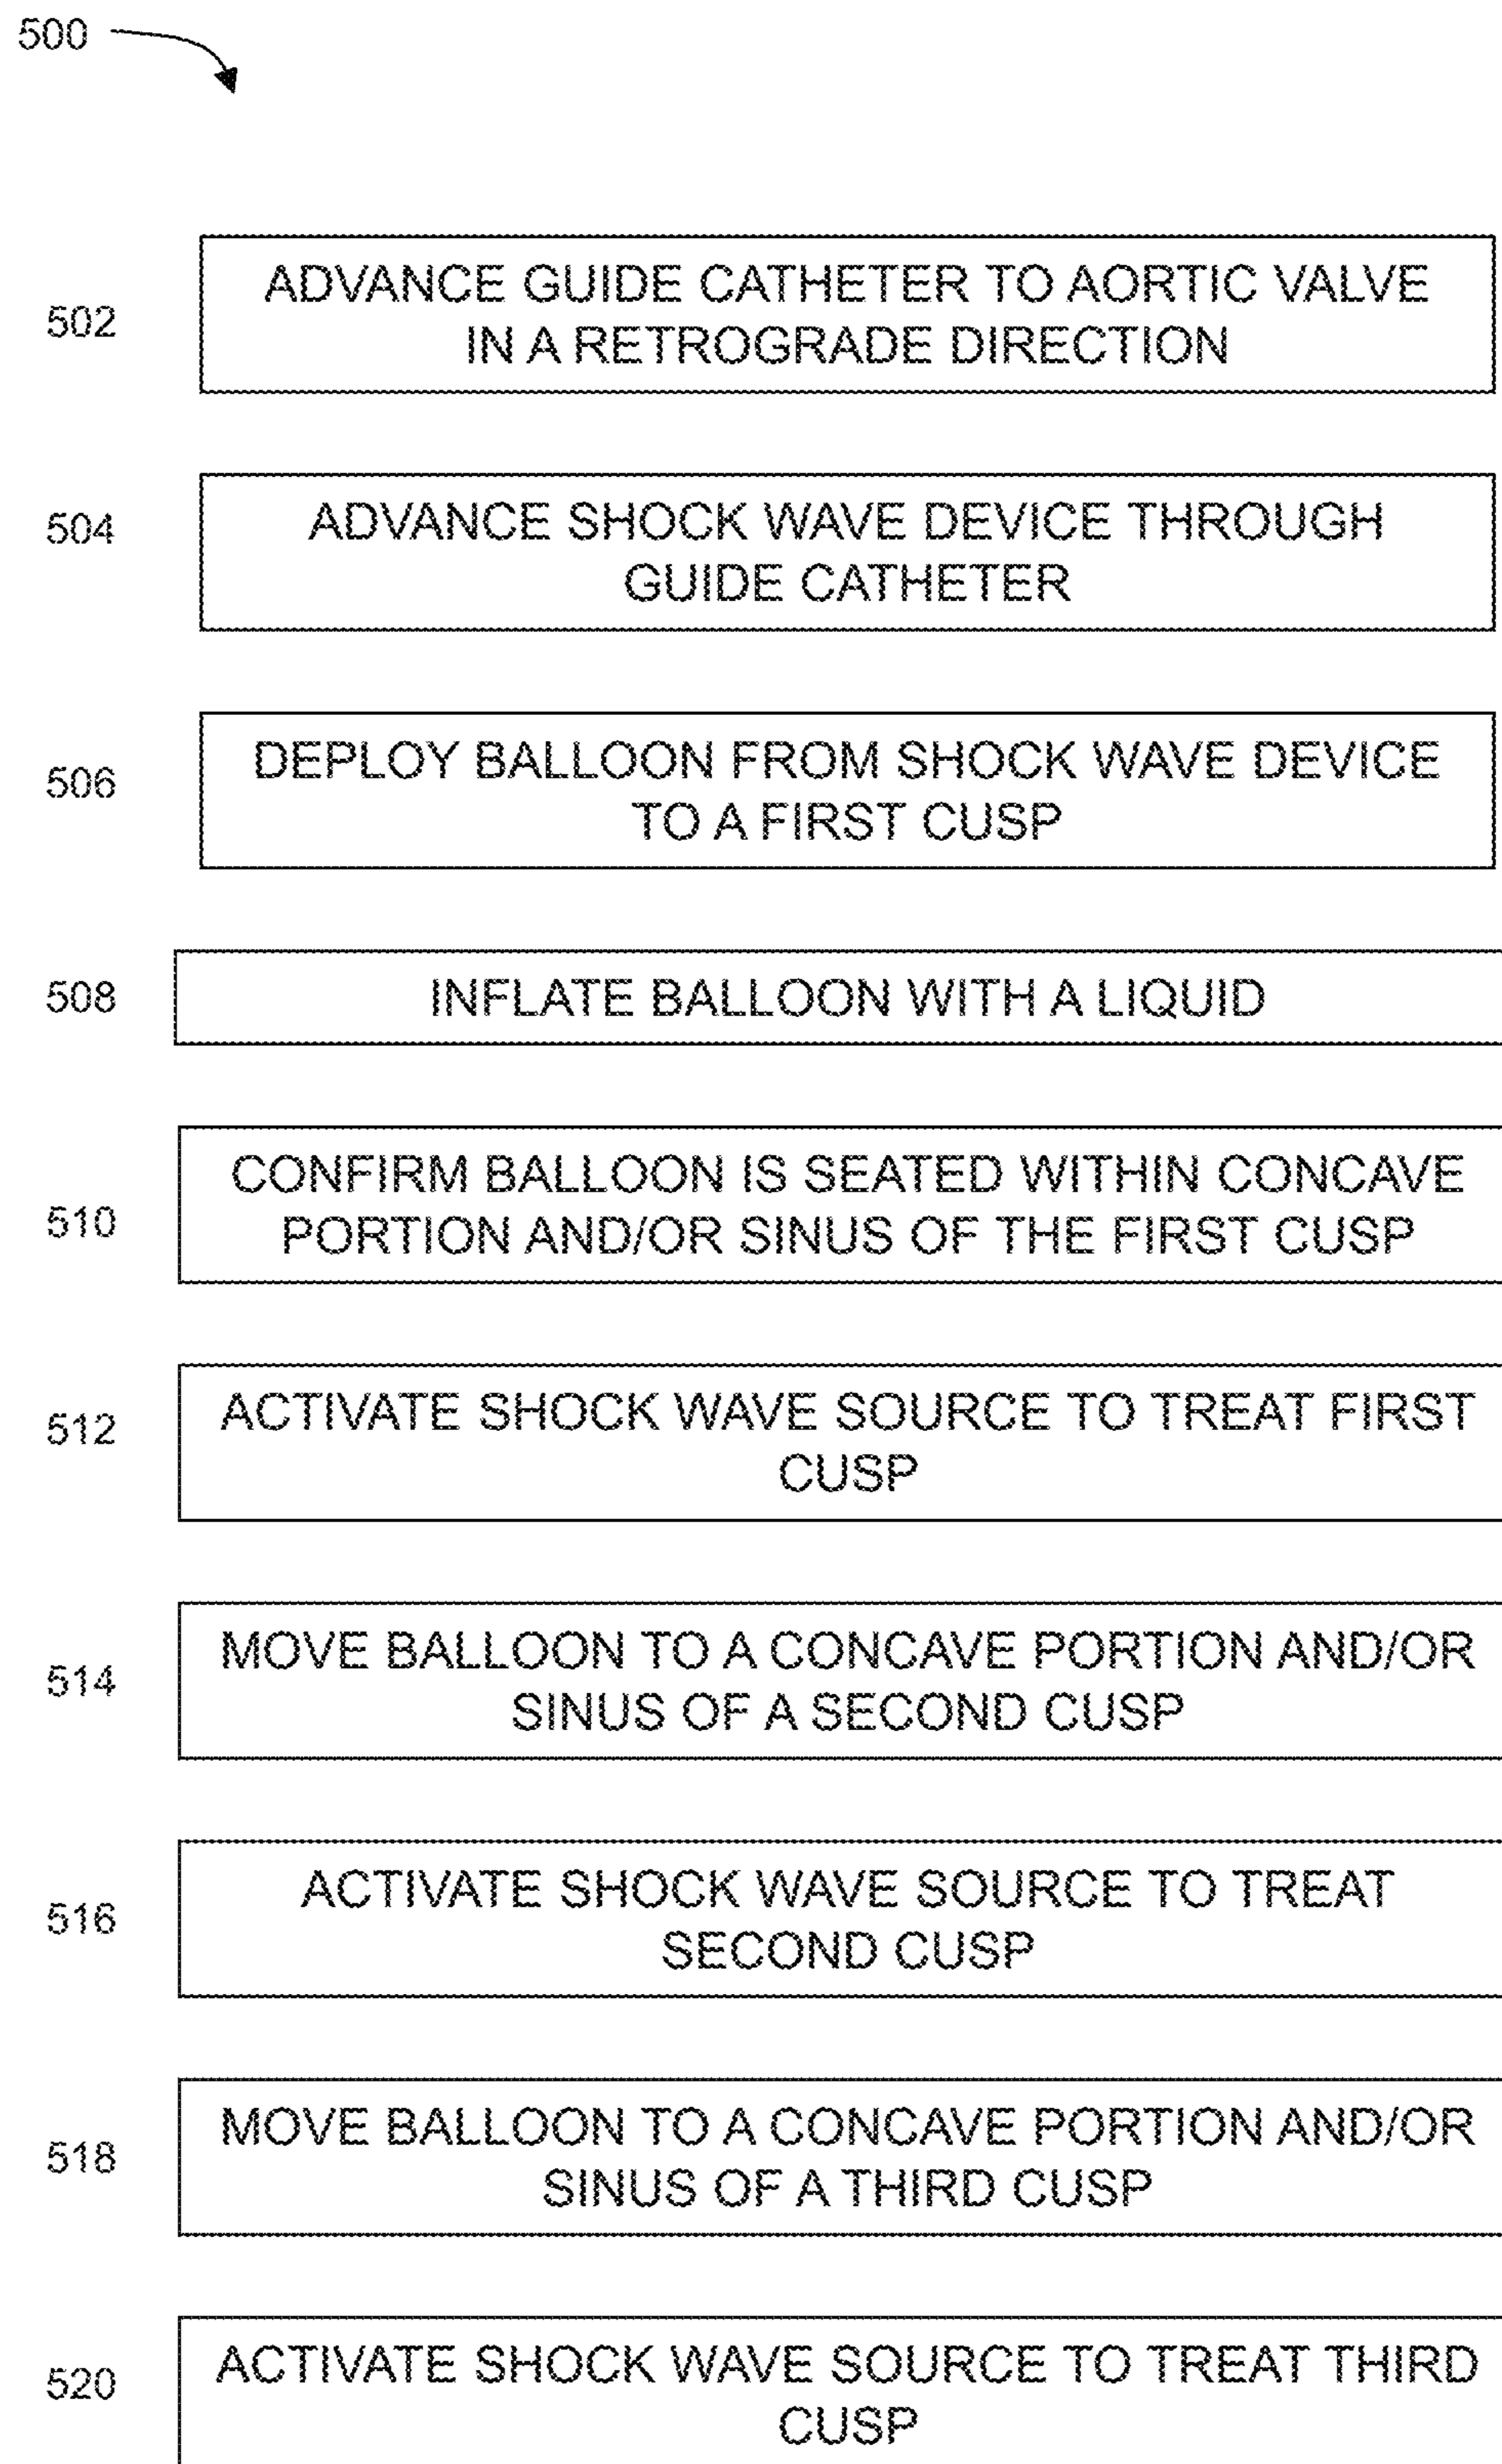 500
502
ADVANCE GUIDE CATHETER TO AORTIC VALVE
IN A RETROGRADE DIRECTION
504
ADVANCE SHOCK WAVE DEVICE THROUGH
GUIDE CATHETER
506
DEPLOY BALLOON FROM SHOCK WAVE DEVICE
TO A FIRST CUSP
508
INFLATE BALLOON WITH A LIQUID
510
CONFIRM BALLOON IS SEATED WITHIN CONCAVE
PORTION AND/OR SINUS OF THE FIRST CUSP
512
ACTIVATE SHOCK WAVE SOURCE TO TREAT FIRST
CUSP
514
MOVE BALLOON TO A CONCAVE PORTION AND/OR
SINUS OF A SECOND CUSP
516
ACTIVATE SHOCK WAVE SOURCE TO TREAT
SECOND CUSP
518
MOVE BALLOON TO A CONCAVE PORTION AND/OR
SINUS OF A THIRD CUSP
520
ACTIVATE SHOCK WAVE SOURCE TO TREAT THIRD
CUSP